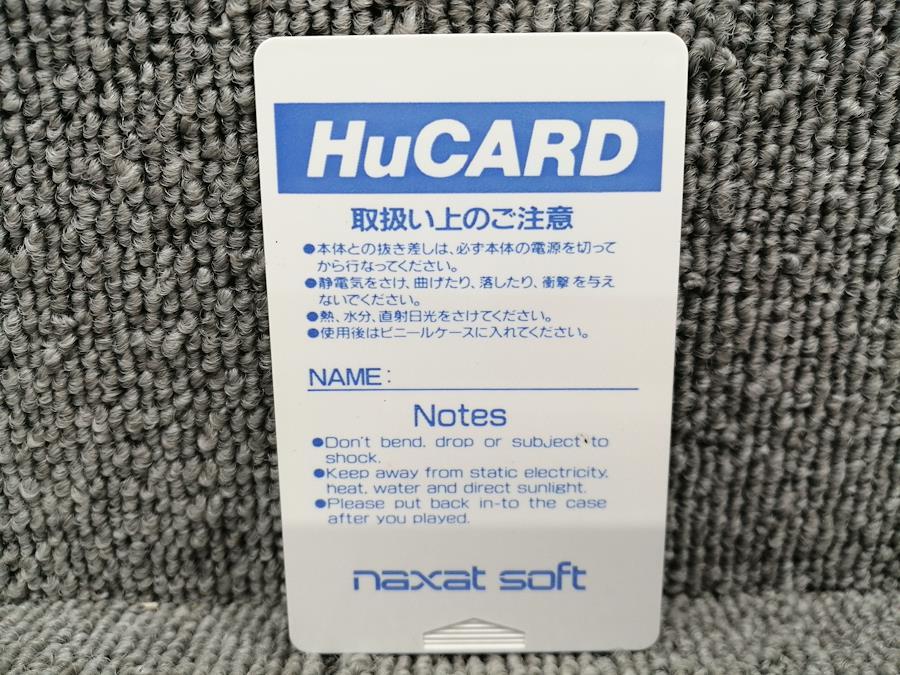 HuCARD
取扱い上のご注意
●本体との抜き差しは、必ず本体の電源を切って
から行なってください。
●静電気をさけ、曲げたり、落したり、衝撃を与え
ないでください。
●熱、水分、直射日光をさけてください。
●使用後はビニールケースに入れてください。
NAME:
Notes
●Don't bend, drop or subject to
shock.
●Keep away from static electricity,
heat, water and direct sunlight.
●Please put back in-to the case
after you played.
naxat soft